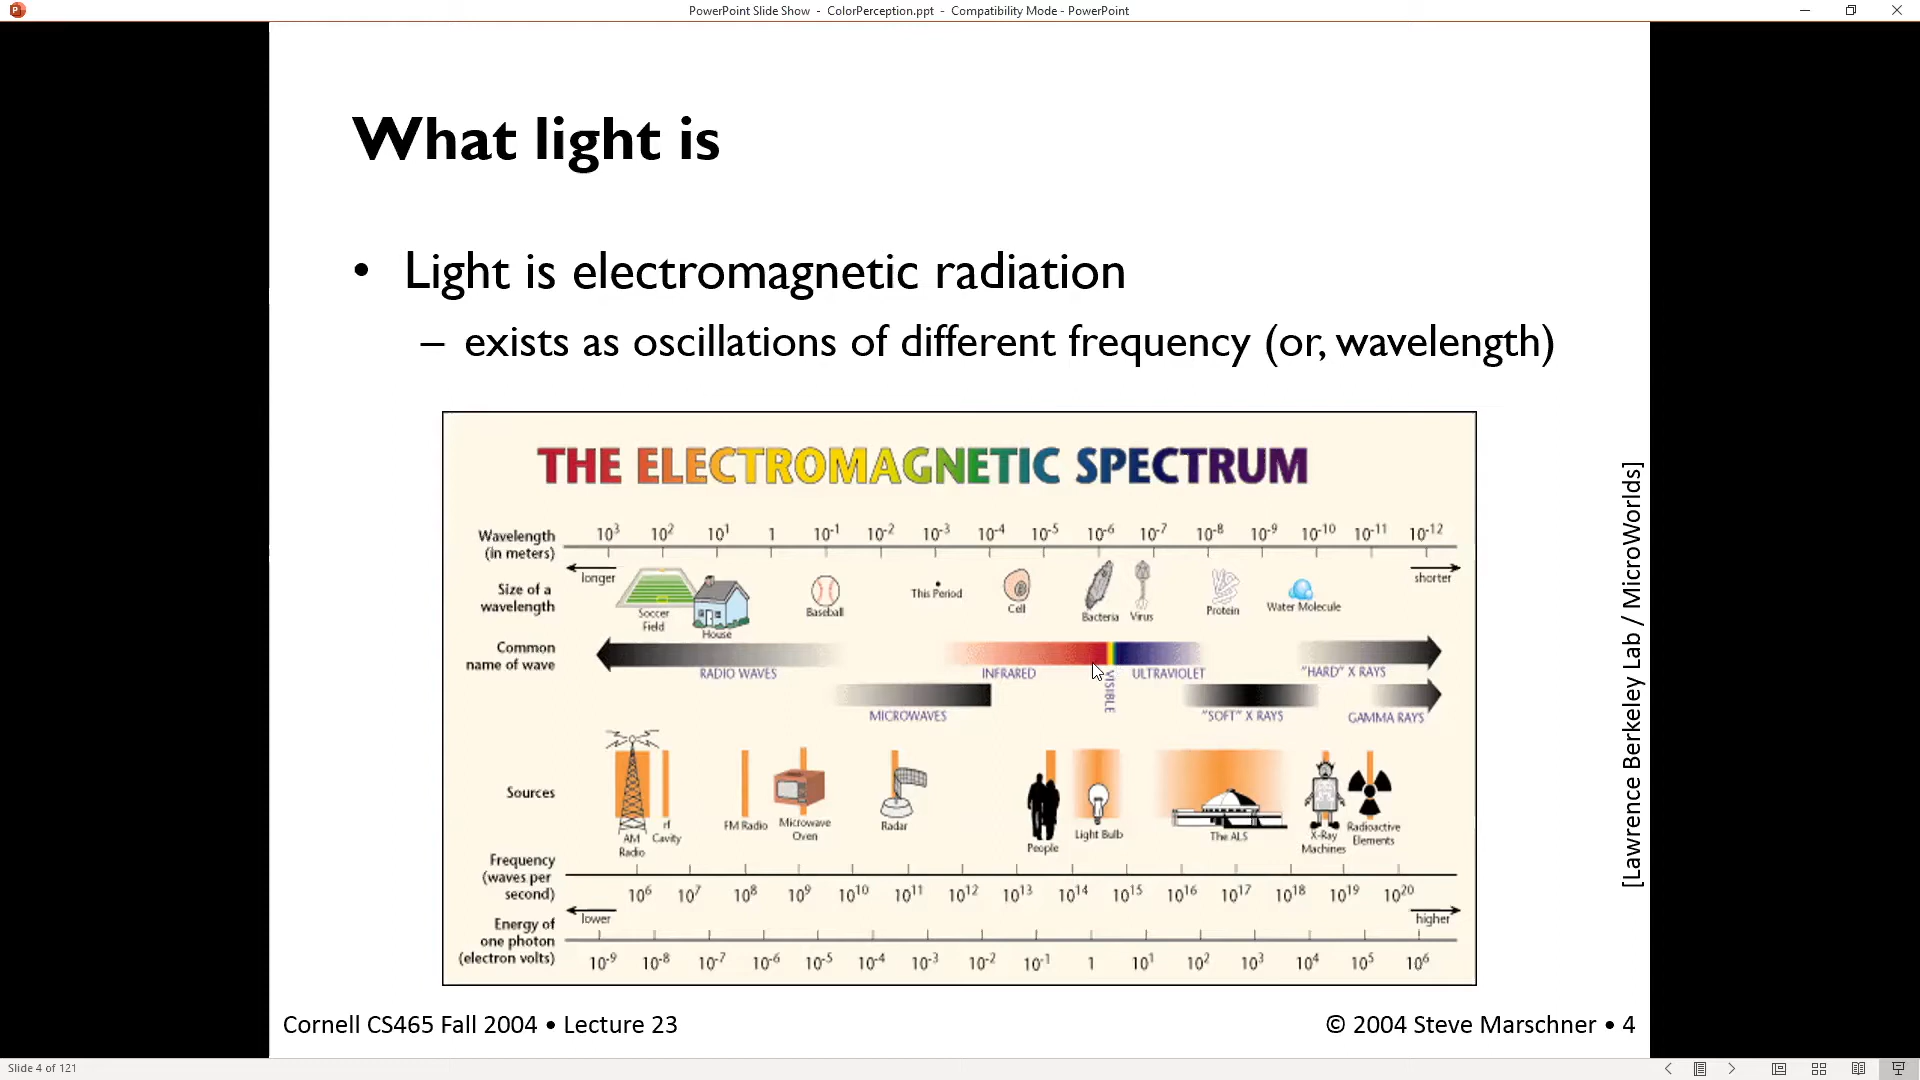 PowerPoint Slide Show - ColorPerception.ppt - Compatibility Mode - PowerPoint
What light is
• Light is electromagnetic radiation
– exists as oscillations of different frequency (or, wavelength)
THE ELECTROMAGNETIC SPECTRUM
Wavelength
(in meters)
10³ 10² 10¹ 1 10⁻¹ 10⁻² 10⁻³ 10⁻⁴ 10⁻⁵ 10⁻⁶ 10⁻⁷ 10⁻⁸ 10⁻⁹ 10⁻¹⁰ 10⁻¹¹ 10⁻¹²
longer
shorter
Size of a
wavelength
Soccer
Field
House
Baseball
This Period
Cell
Bacteria
Virus
Protein
Water Molecule
Common
name of wave
RADIO WAVES
INFRARED
VISIBLE
ULTRAVIOLET
"HARD" X RAYS
MICROWAVES
"SOFT" X RAYS
GAMMA RAYS
Sources
AM
Radio
rf
Cavity
FM Radio
Microwave
Oven
Radar
People
Light Bulb
The ALS
X-Ray
Machines
Radioactive
Elements
Frequency
(waves per
second)
10⁶ 10⁷ 10⁸ 10⁹ 10¹⁰ 10¹¹ 10¹² 10¹³ 10¹⁴ 10¹⁵ 10¹⁶ 10¹⁷ 10¹⁸ 10¹⁹ 10²⁰
lower
higher
Energy of
one photon
(electron volts)
10⁻⁹ 10⁻⁸ 10⁻⁷ 10⁻⁶ 10⁻⁵ 10⁻⁴ 10⁻³ 10⁻² 10⁻¹ 1 10¹ 10² 10³ 10⁴ 10⁵ 10⁶
[Lawrence Berkeley Lab / MicroWorlds]
Cornell CS465 Fall 2004 • Lecture 23
© 2004 Steve Marschner • 4
Slide 4 of 121